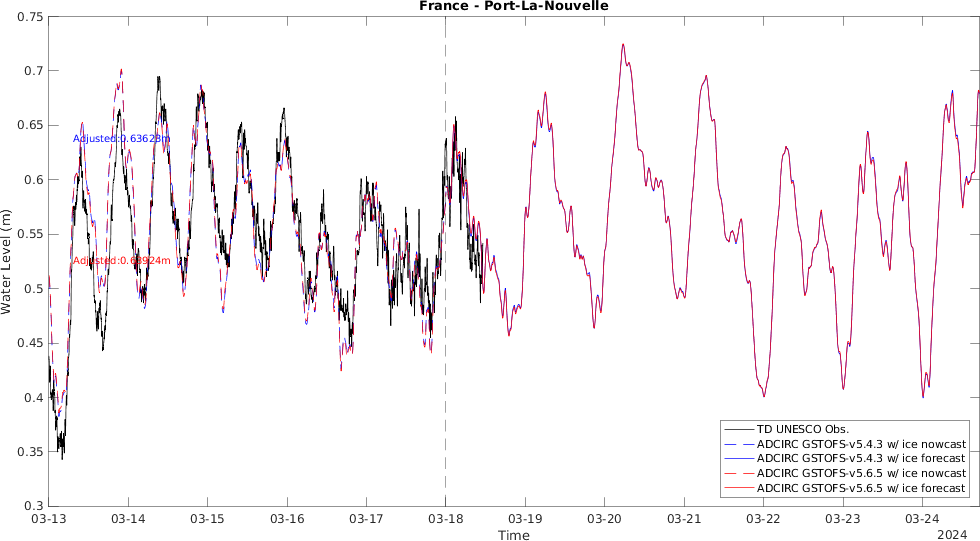 France - Port-La-Nouvelle
0.75
0.7
0.65
0.6
0.55
0.5
0.45
0.4
0.35
0.3
Water Level (m)
Adjusted:0.63623m
Adjusted:0.63924m
TD UNESCO Obs.
ADCIRC GSTOFS-v5.4.3 w/ ice nowcast
ADCIRC GSTOFS-v5.4.3 w/ ice forecast
ADCIRC GSTOFS-v5.6.5 w/ ice nowcast
ADCIRC GSTOFS-v5.6.5 w/ ice forecast
03-13 03-14 03-15 03-16 03-17 03-18 03-19 03-20 03-21 03-22 03-23 03-24
Time
2024